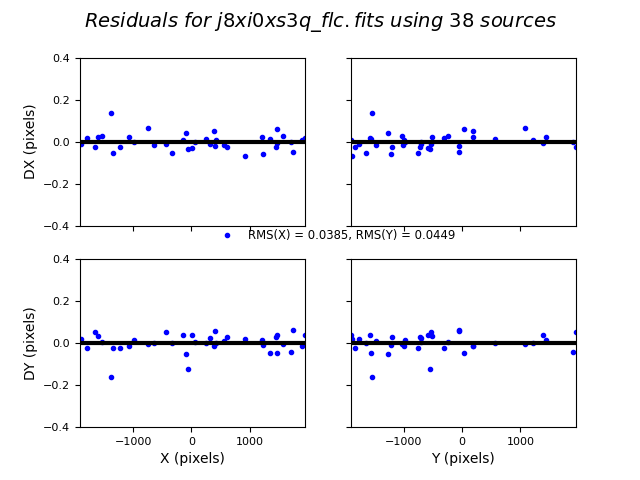 Residuals for j8xi0xs3q_flc.fits using 38 sources
DX (pixels)
0.4
0.2
0.0
−0.2
−0.4
RMS(X) = 0.0385, RMS(Y) = 0.0449
DY (pixels)
0.4
0.2
0.0
−0.2
−0.4
−1000 0 1000
−1000 0 1000
X (pixels)
Y (pixels)